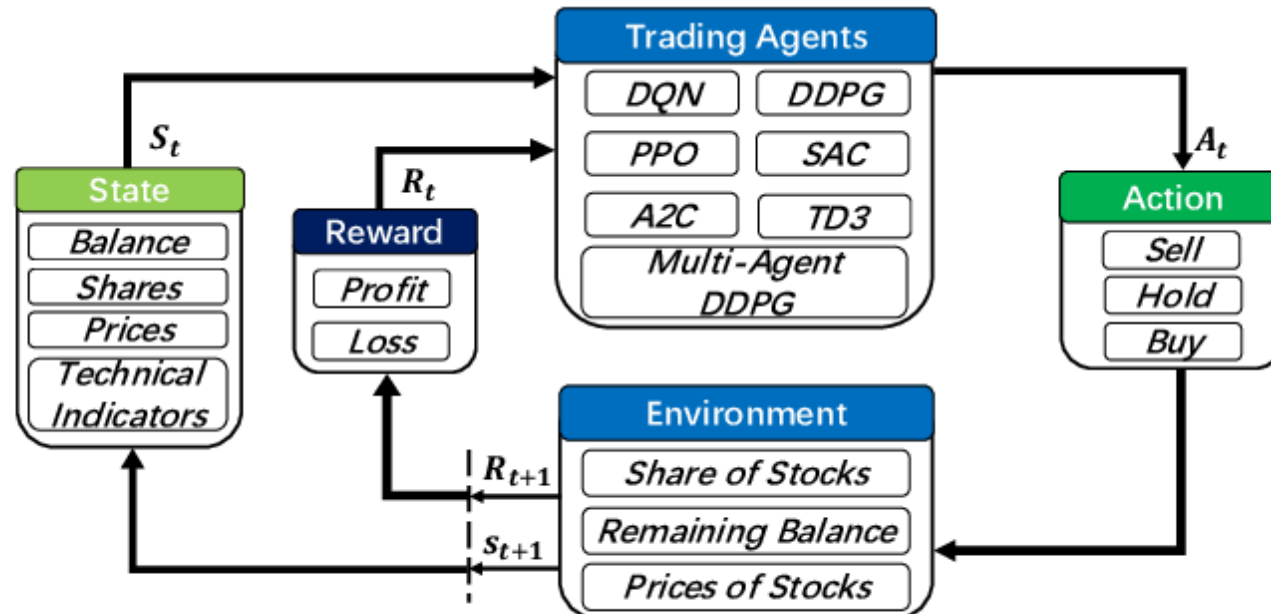 Trading Agents
DQN
DDPG
PPO
SAC
A2C
TD3
Multi-Agent
DDPG
S_t
R_t
A_t
State
Balance
Shares
Prices
Technical
Indicators
Reward
Profit
Loss
Action
Sell
Hold
Buy
Environment
Share of Stocks
Remaining Balance
Prices of Stocks
R_{t+1}
s_{t+1}